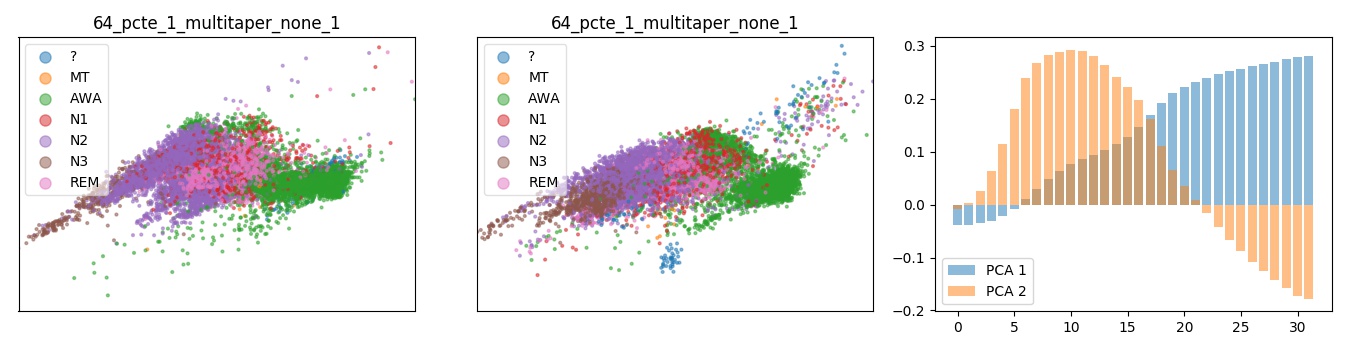 64_pcte_1_multitaper_none_1
?
MT
AWA
N1
N2
N3
REM
64_pcte_1_multitaper_none_1
?
MT
AWA
N1
N2
N3
REM
0.3
0.2
0.1
0.0
−0.1
−0.2
PCA 1
PCA 2
0 5 10 15 20 25 30